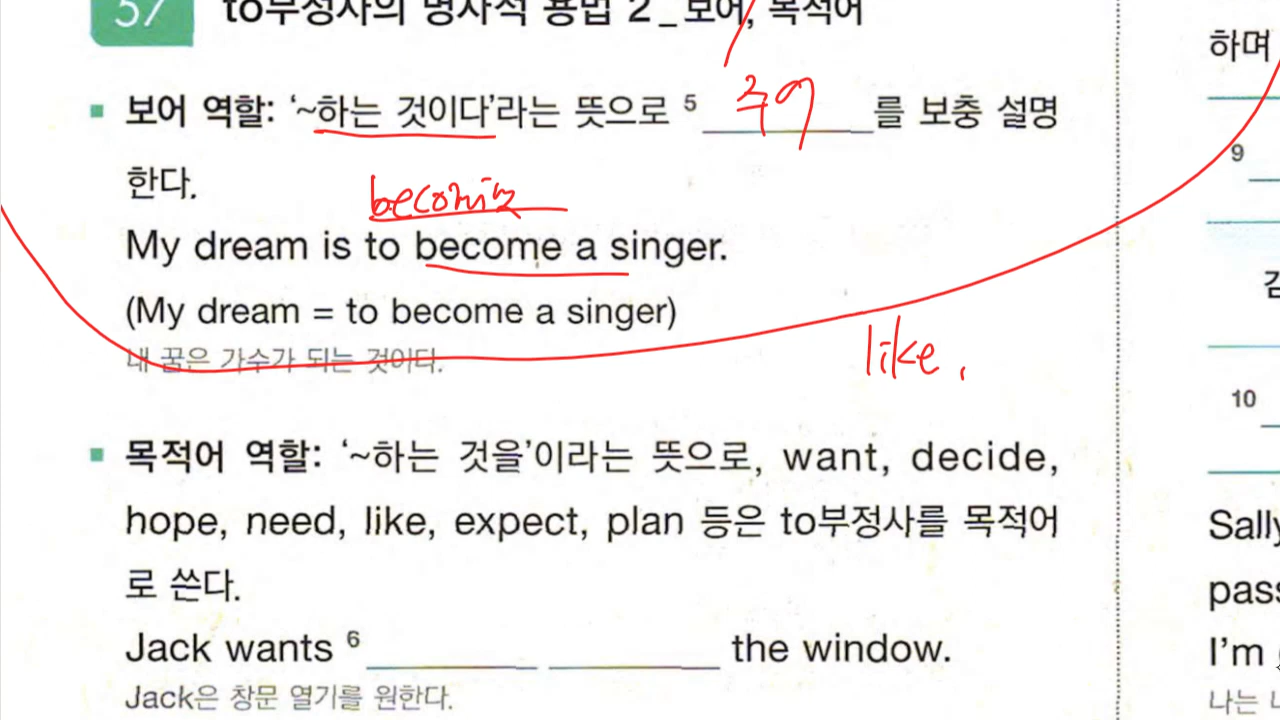 57 to부정사의 명사적 용법 2_보어, 목적어
보어 역할: ‘~하는 것이다’라는 뜻으로 5 주어 를 보충 설명
한다.
becoming
My dream is to become a singer.
(My dream = to become a singer)
내 꿈은 가수가 되는 것이다.
like,
목적어 역할: ‘~하는 것을’이라는 뜻으로, want, decide,
hope, need, like, expect, plan 등은 to부정사를 목적어
로 쓴다.
Jack wants 6 the window.
Jack은 창문 열기를 원한다.
하며
9
10
Sally
I'm
나는